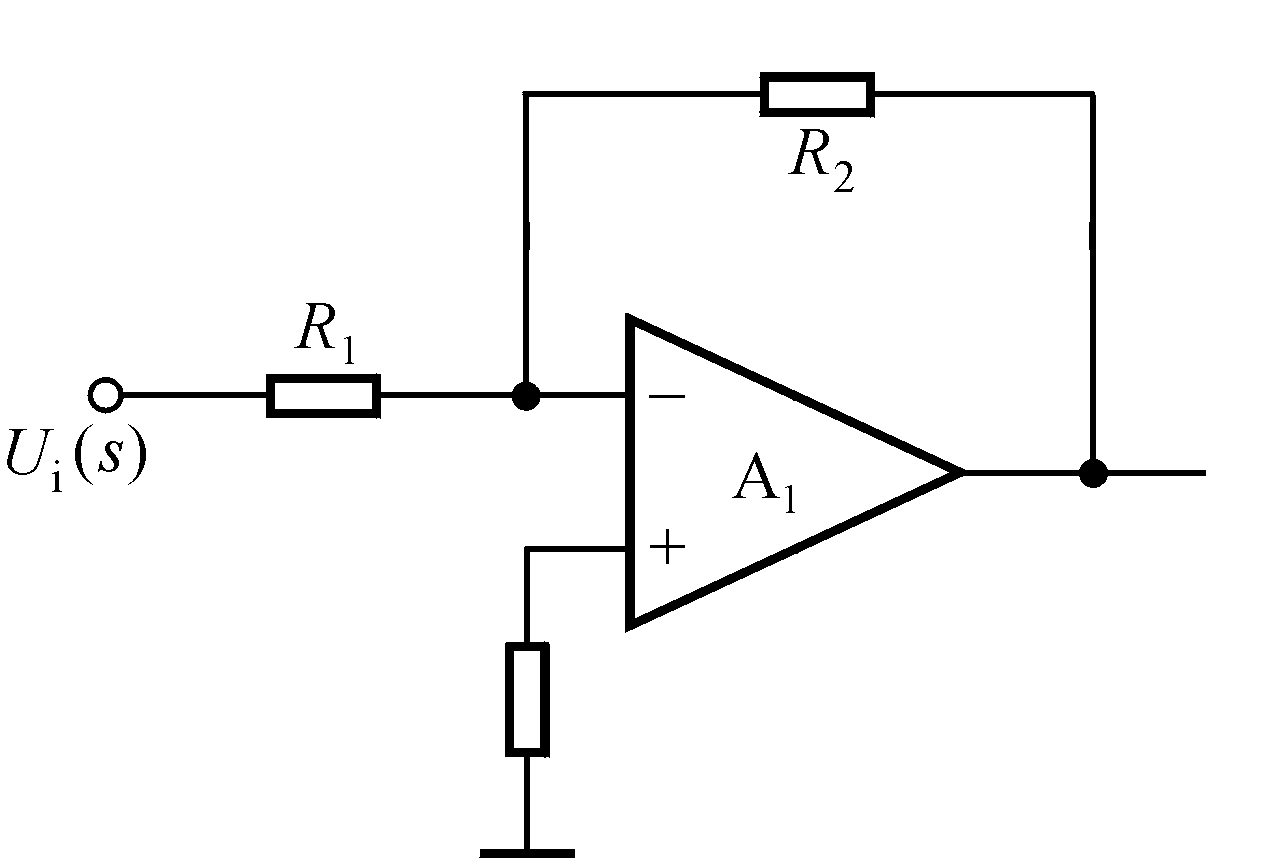 R₂
R₁
−
Uᵢ(s)
A₁
+